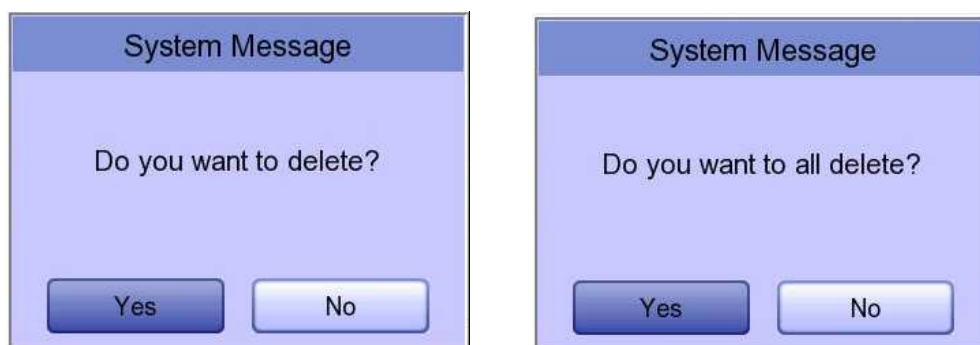 System Message
Do you want to delete?
Yes
No
System Message
Do you want to all delete?
Yes
No